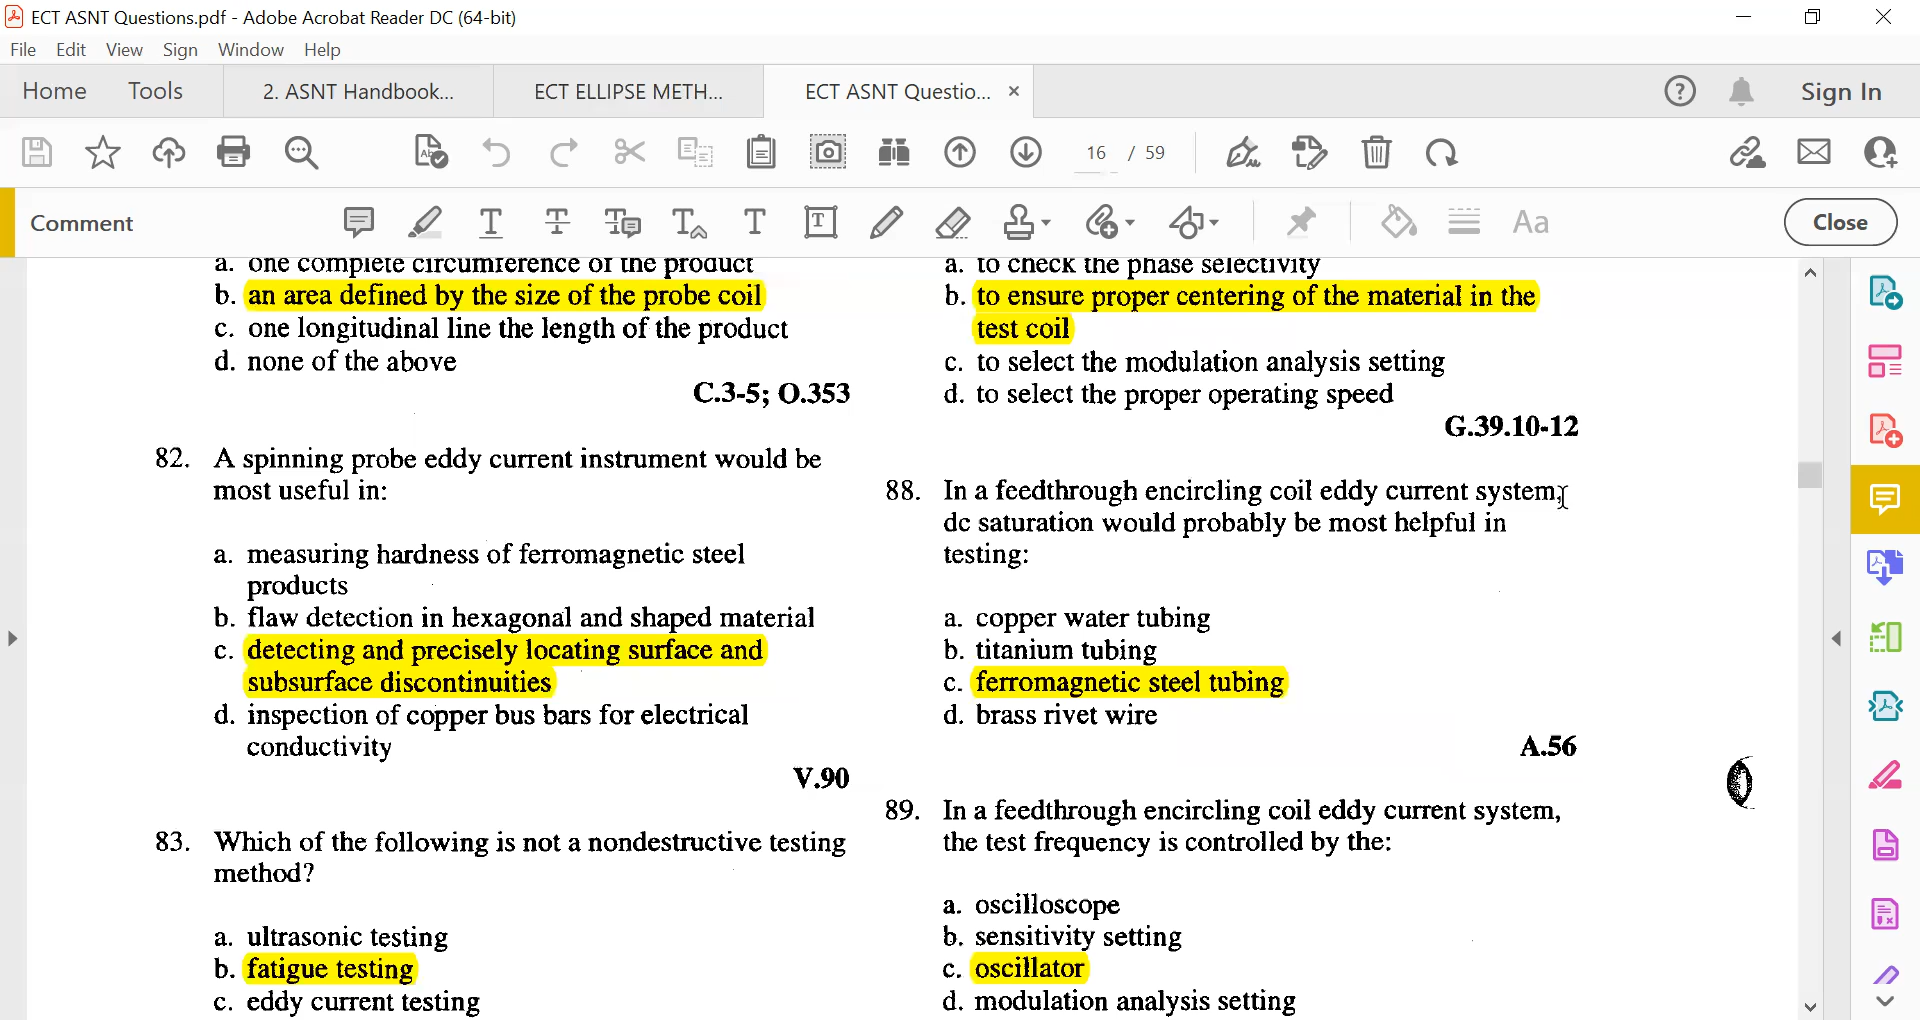 ECT ASNT Questions.pdf - Adobe Acrobat Reader DC (64-bit)
File Edit View Sign Window Help
Home Tools 2. ASNT Handbook... ECT ELLIPSE METH... ECT ASNT Questio... × Sign In
16 / 59
Comment Close
a. one complete circumference of the product
b. an area defined by the size of the probe coil
c. one longitudinal line the length of the product
d. none of the above
C.3-5; O.353
82. A spinning probe eddy current instrument would be
most useful in:
a. measuring hardness of ferromagnetic steel
products
b. flaw detection in hexagonal and shaped material
c. detecting and precisely locating surface and
subsurface discontinuities
d. inspection of copper bus bars for electrical
conductivity
V.90
83. Which of the following is not a nondestructive testing
method?
a. ultrasonic testing
b. fatigue testing
c. eddy current testing
a. to check the phase selectivity
b. to ensure proper centering of the material in the
test coil
c. to select the modulation analysis setting
d. to select the proper operating speed
G.39.10-12
88. In a feedthrough encircling coil eddy current system,
dc saturation would probably be most helpful in
testing:
a. copper water tubing
b. titanium tubing
c. ferromagnetic steel tubing
d. brass rivet wire
A.56
89. In a feedthrough encircling coil eddy current system,
the test frequency is controlled by the:
a. oscilloscope
b. sensitivity setting
c. oscillator
d. modulation analysis setting